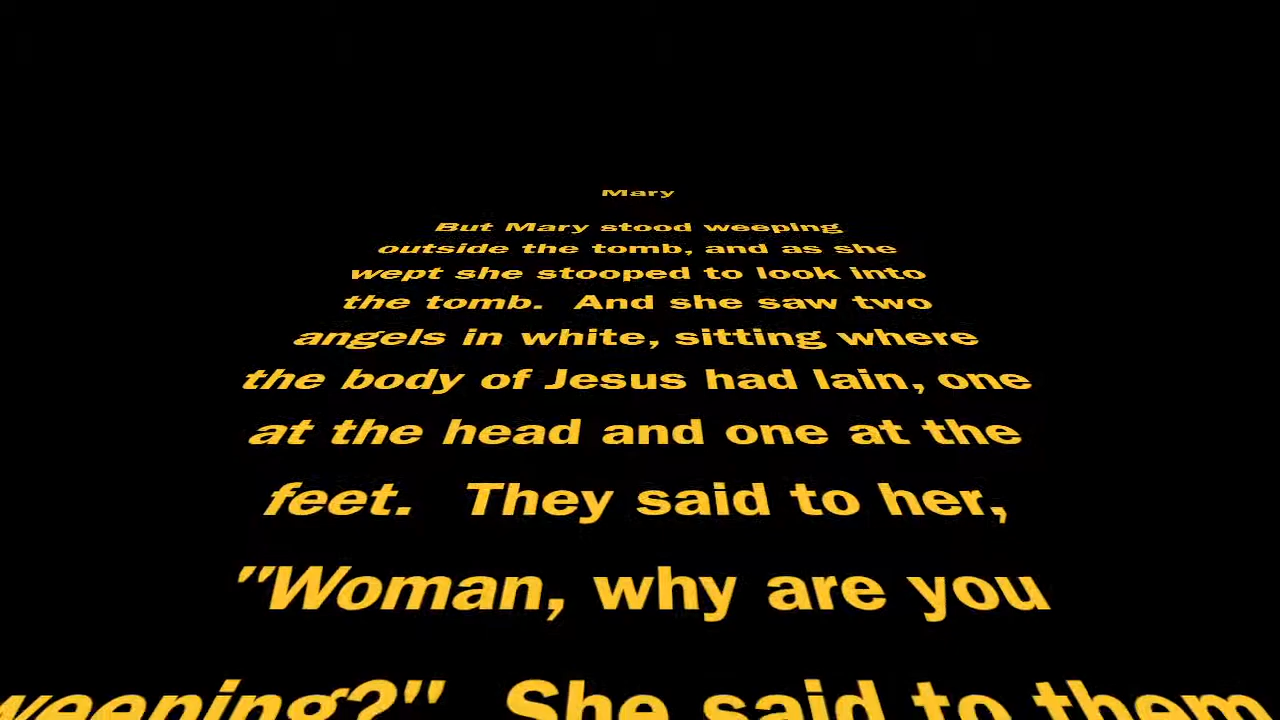 Mary
But Mary stood weeping
outside the tomb, and as she
wept she stooped to look into
the tomb.  And she saw two
angels in white, sitting where
the body of Jesus had lain, one
at the head and one at the
feet.  They said to her,
"Woman, why are you
weeping?"  She said to them